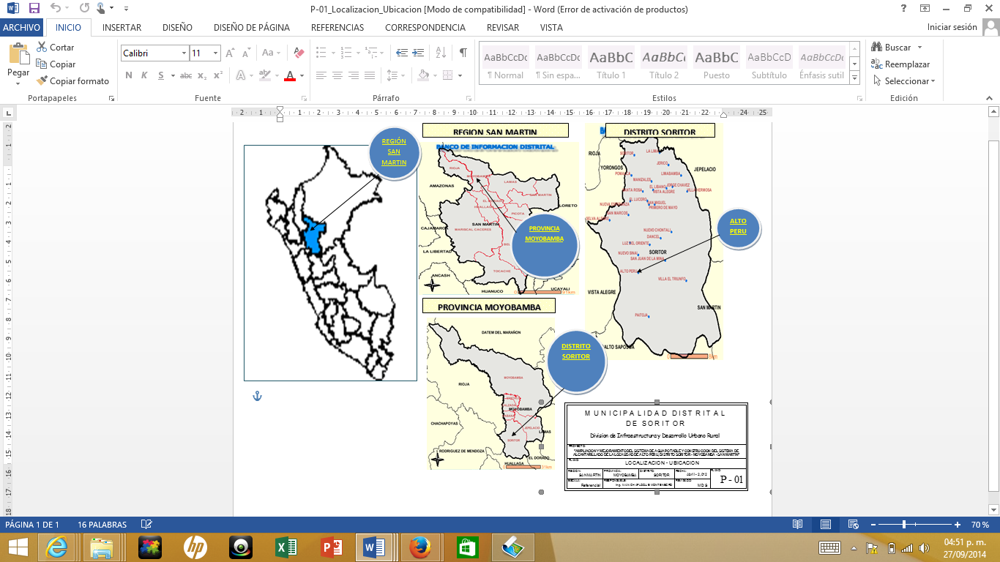 P-01_Localizacion_Ubicacion [Modo de compatibilidad] - Word (Error de activación de productos)
ARCHIVO INICIO INSERTAR DISEÑO DISEÑO DE PÁGINA REFERENCIAS CORRESPONDENCIA REVISAR VISTA Iniciar sesión
Pegar
Cortar
Copiar
Copiar formato
Portapapeles
Calibri 11
N K S abc x₂ x²
Fuente
Párrafo
AaBbCcDc AaBbCcDc AaBbC AaBbCc AaBbC AaBbCcD AaBbCcDc
¶ Normal ¶ Sin espa... Título 1 Título 2 Puesto Subtítulo Énfasis sutil
Estilos
Buscar
Reemplazar
Seleccionar
Edición
REGIÓN
SAN
MARTIN
REGION SAN MARTIN
BANCO DE INFORMACION DISTRITAL
RIOJA
MOYOBAMBA
LAMAS
AMAZONAS
SAN MARTIN
EL DORADO
HUALLAGA
LORETO
PICOTA
SAN MARTIN
CAJAMARCA
MARISCAL CACERES
LA LIBERTAD
TOCACHE
ANCASH
HUANUCO
UCAYALI
PROVINCIA
MOYOBAMBA
DISTRITO SORITOR
RIOJA
SORITOR
LA LIMA
JERICO
YORONGOS
JEPELACIO
LIMABAMBA
MANIZALES
EL LIBANO
JORGE CHAVEZ
SANTA ROSA
VISTA ALEGRE
VILLA HERMOSA
EL LUCERO
SAN MIGUEL
PRIMERO DE MAYO
SAN MARCOS
SELVA ALEGRE
NUEVO CHONTALI
DANCEL
LUZ DEL ORIENTE
NUEVO SINAI
SORITOR
SAN JUAN DE LA MINA
ALTO PERU
VILLA EL TRIUNFO
VISTA ALEGRE
SAN MARTIN
PAITOJA
ALTO SAPOSOA
ALTO
PERU
PROVINCIA MOYOBAMBA
DATEM DEL MARAÑON
MOYOBAMBA
RIOJA
MOYOBAMBA
CHACHAPOYAS
JEPELACIO
LAMAS
SORITOR
RODRIGUEZ DE MENDOZA
EL DORADO
HUALLAGA
DISTRITO
SORITOR
MUNICIPALIDAD DISTRITAL
DE SORITOR
Division de Infraestructura y Desarrollo Urbano Rural
PROYECTO:
"AMPLIACION Y MEJORAMIENTO DEL SISTEMA DE AGUA POTABLE Y CONSTRUCCION DEL SISTEMA DE
ALCANTARILLADO DE LA LOCALIDAD DE ALTO PERU, DISTRITO SORITOR - MOYOBAMBA - SAN MARTIN"
PLANO:
LOCALIZACION - UBICACION
REGION: PROVINCIA: DISTRITO: FECHA: PLANO:
SAN MARTIN MOYOBAMBA SORITOR Abril - 2,012
ESCALA: RESPONSABLE: REVISADO:
Referencial M D S
P - 01
PÁGINA 1 DE 1 16 PALABRAS 70 %
04:51 p. m.
27/09/2014